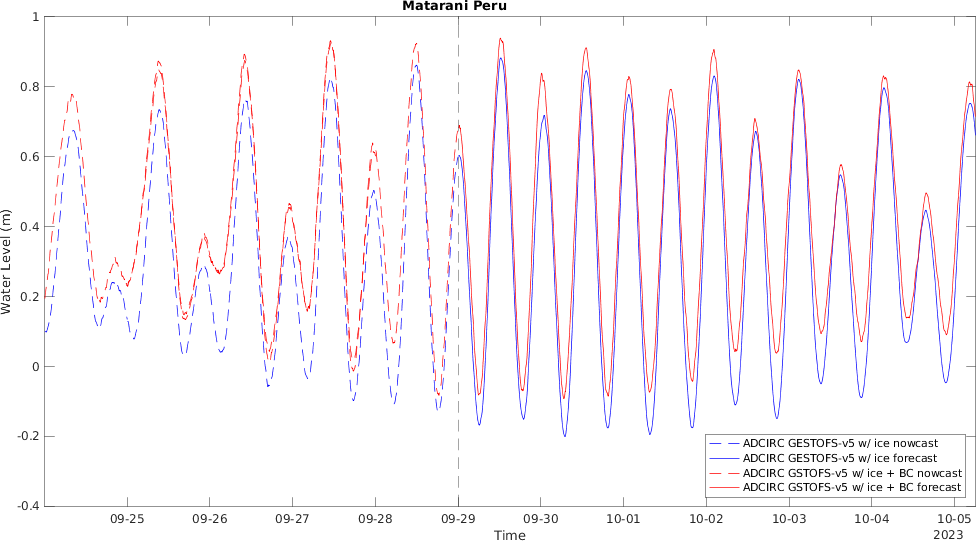 Matarani Peru
1
0.8
0.6
0.4
0.2
0
-0.2
-0.4
Water Level (m)
ADCIRC GESTOFS-v5 w/ ice nowcast
ADCIRC GESTOFS-v5 w/ ice forecast
ADCIRC GSTOFS-v5 w/ ice + BC nowcast
ADCIRC GSTOFS-v5 w/ ice + BC forecast
09-25 09-26 09-27 09-28 09-29 09-30 10-01 10-02 10-03 10-04 10-05
Time
2023